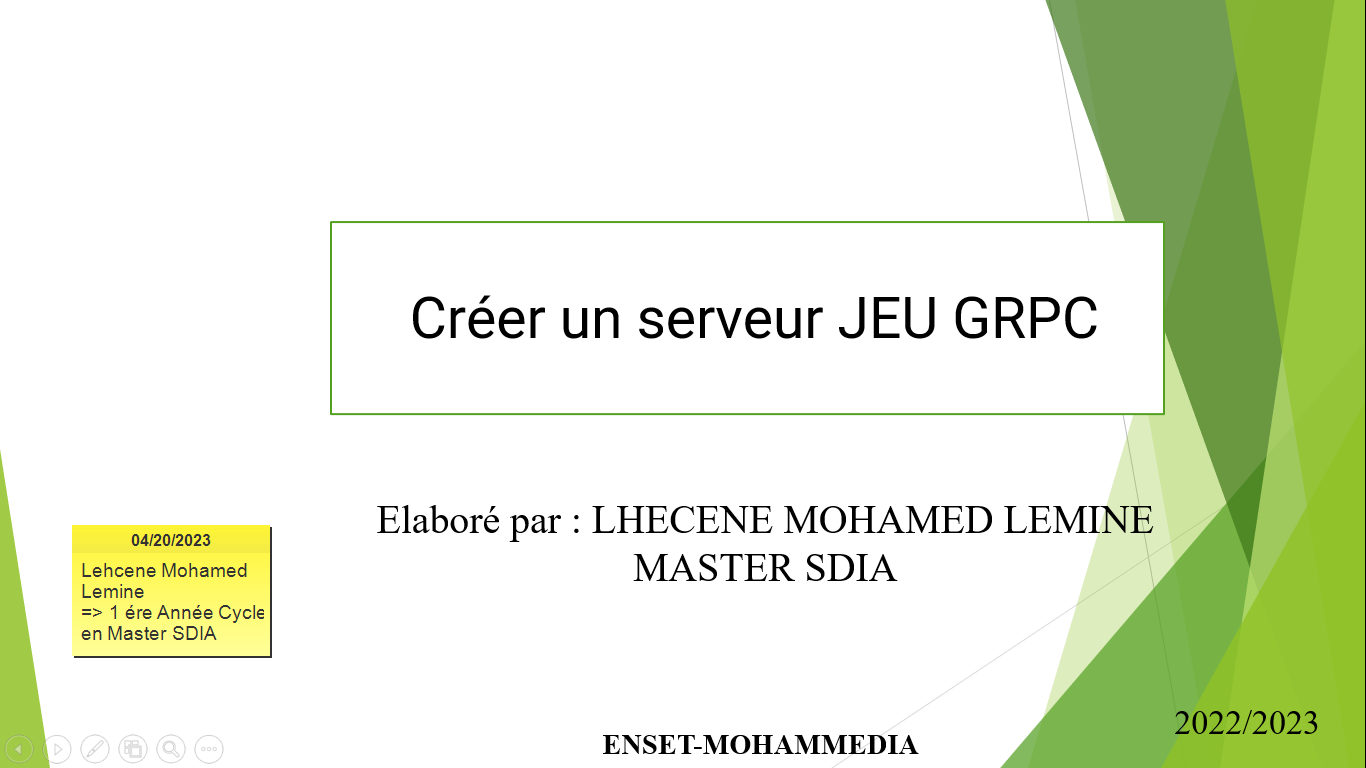 Créer un serveur JEU GRPC
Elaboré par : LHECENE MOHAMED LEMINE
MASTER SDIA
04/20/2023
Lehcene Mohamed
Lemine
=> 1 ére Année Cycle
en Master SDIA
2022/2023
ENSET-MOHAMMEDIA